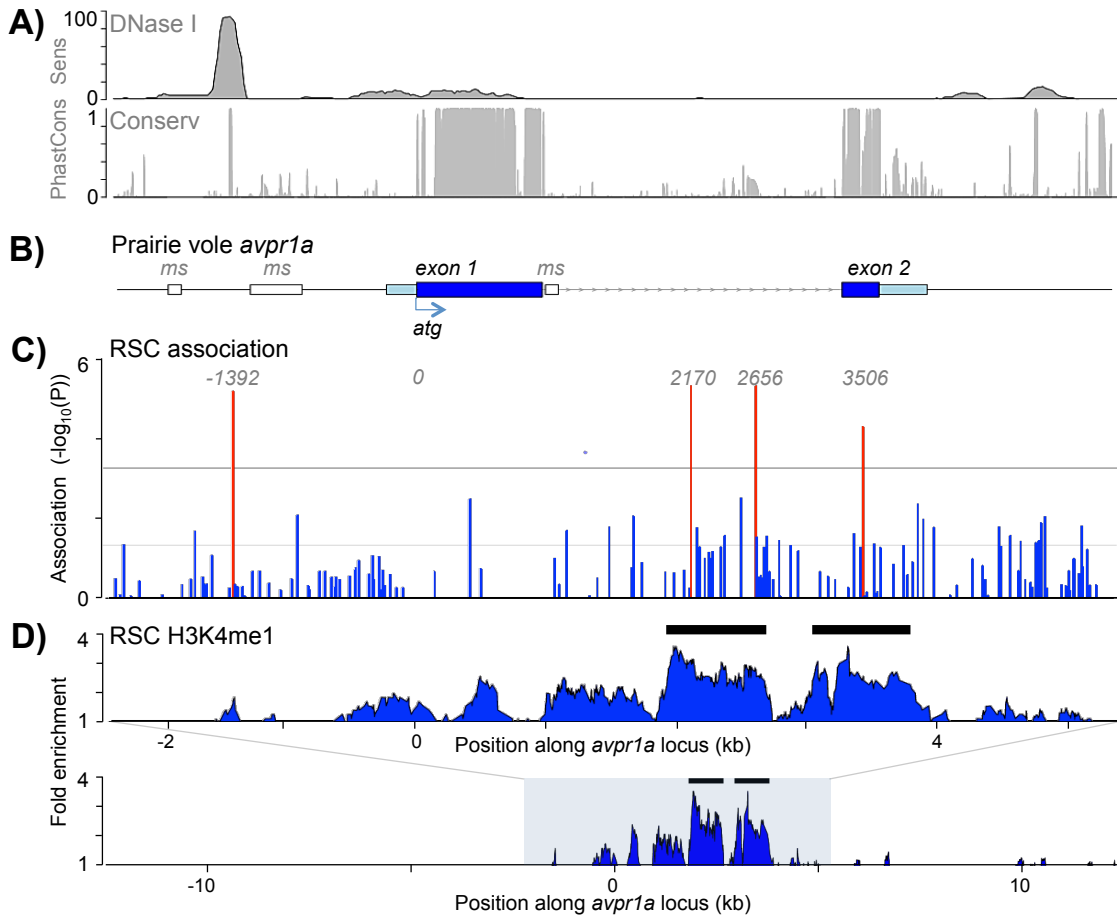 A)
DNase I
100
0
Sens
Conserv
1
0
PhastCons
B)
Prairie vole avpr1a
ms
ms
exon 1
ms
exon 2
atg
C)
RSC association
6
0
Association (-log10(P))
-1392
0
2170
2656
3506
D)
RSC H3K4me1
4
1
-2
0
4
Position along avpr1a locus (kb)
Fold enrichment
4
1
-10
0
10
Position along avpr1a locus (kb)